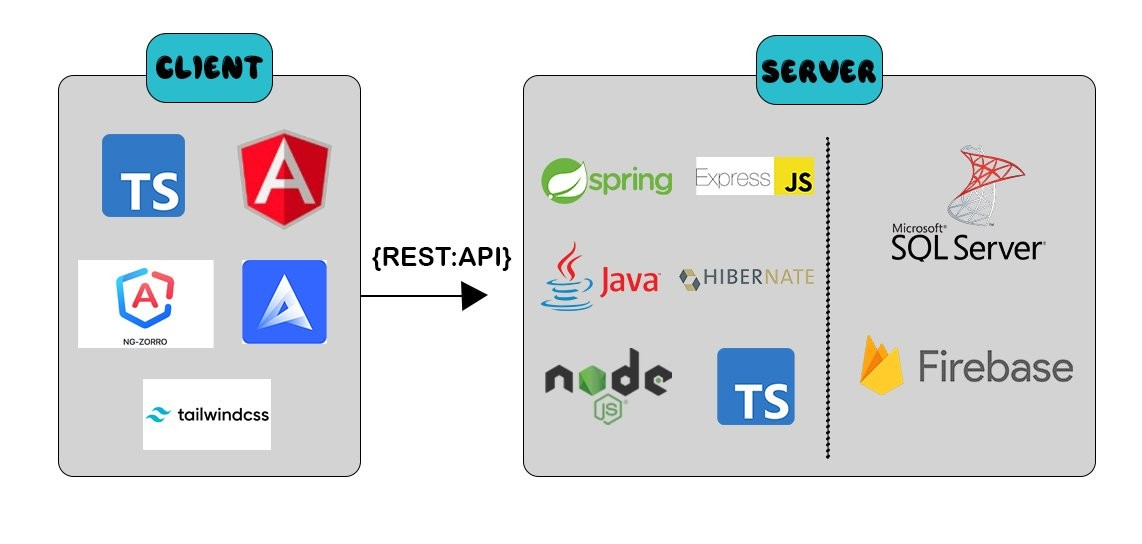 CLIENT
SERVER
TS
A
spring
Express
JS
{REST:API}
Microsoft®
SQL Server®
Java™
HIBERNATE
A
NG-ZORRO
node
JS®
TS
Firebase
tailwindcss